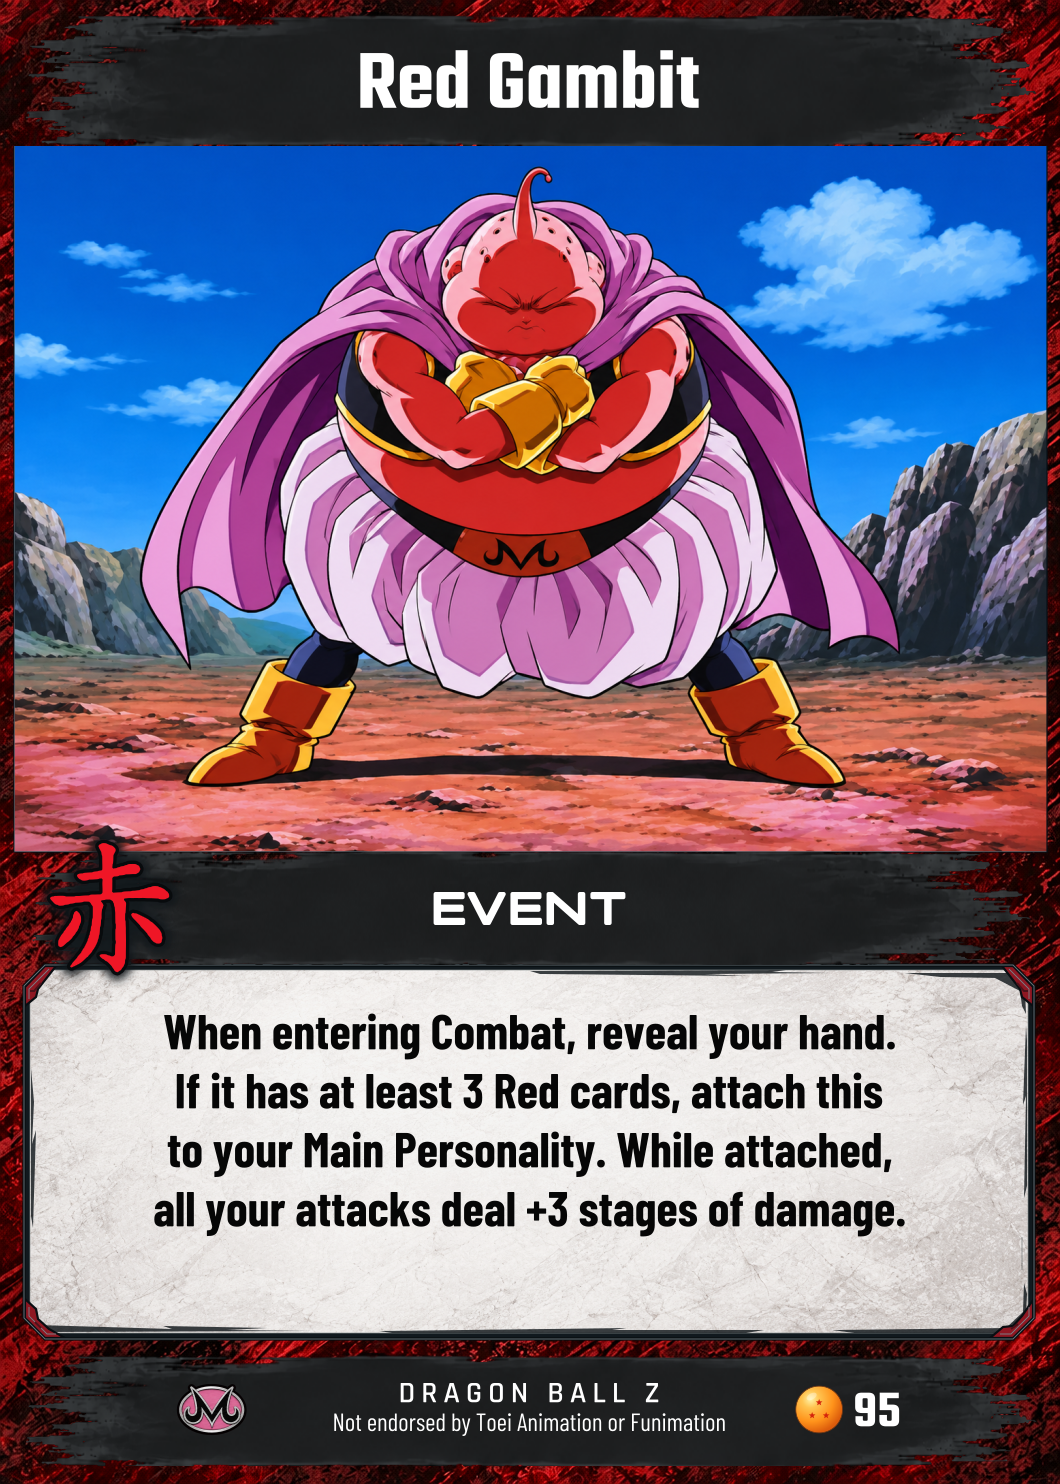 Red Gambit
赤
EVENT
When entering Combat, reveal your hand.
If it has at least 3 Red cards, attach this
to your Main Personality. While attached,
all your attacks deal +3 stages of damage.
DRAGON BALL Z
Not endorsed by Toei Animation or Funimation
95